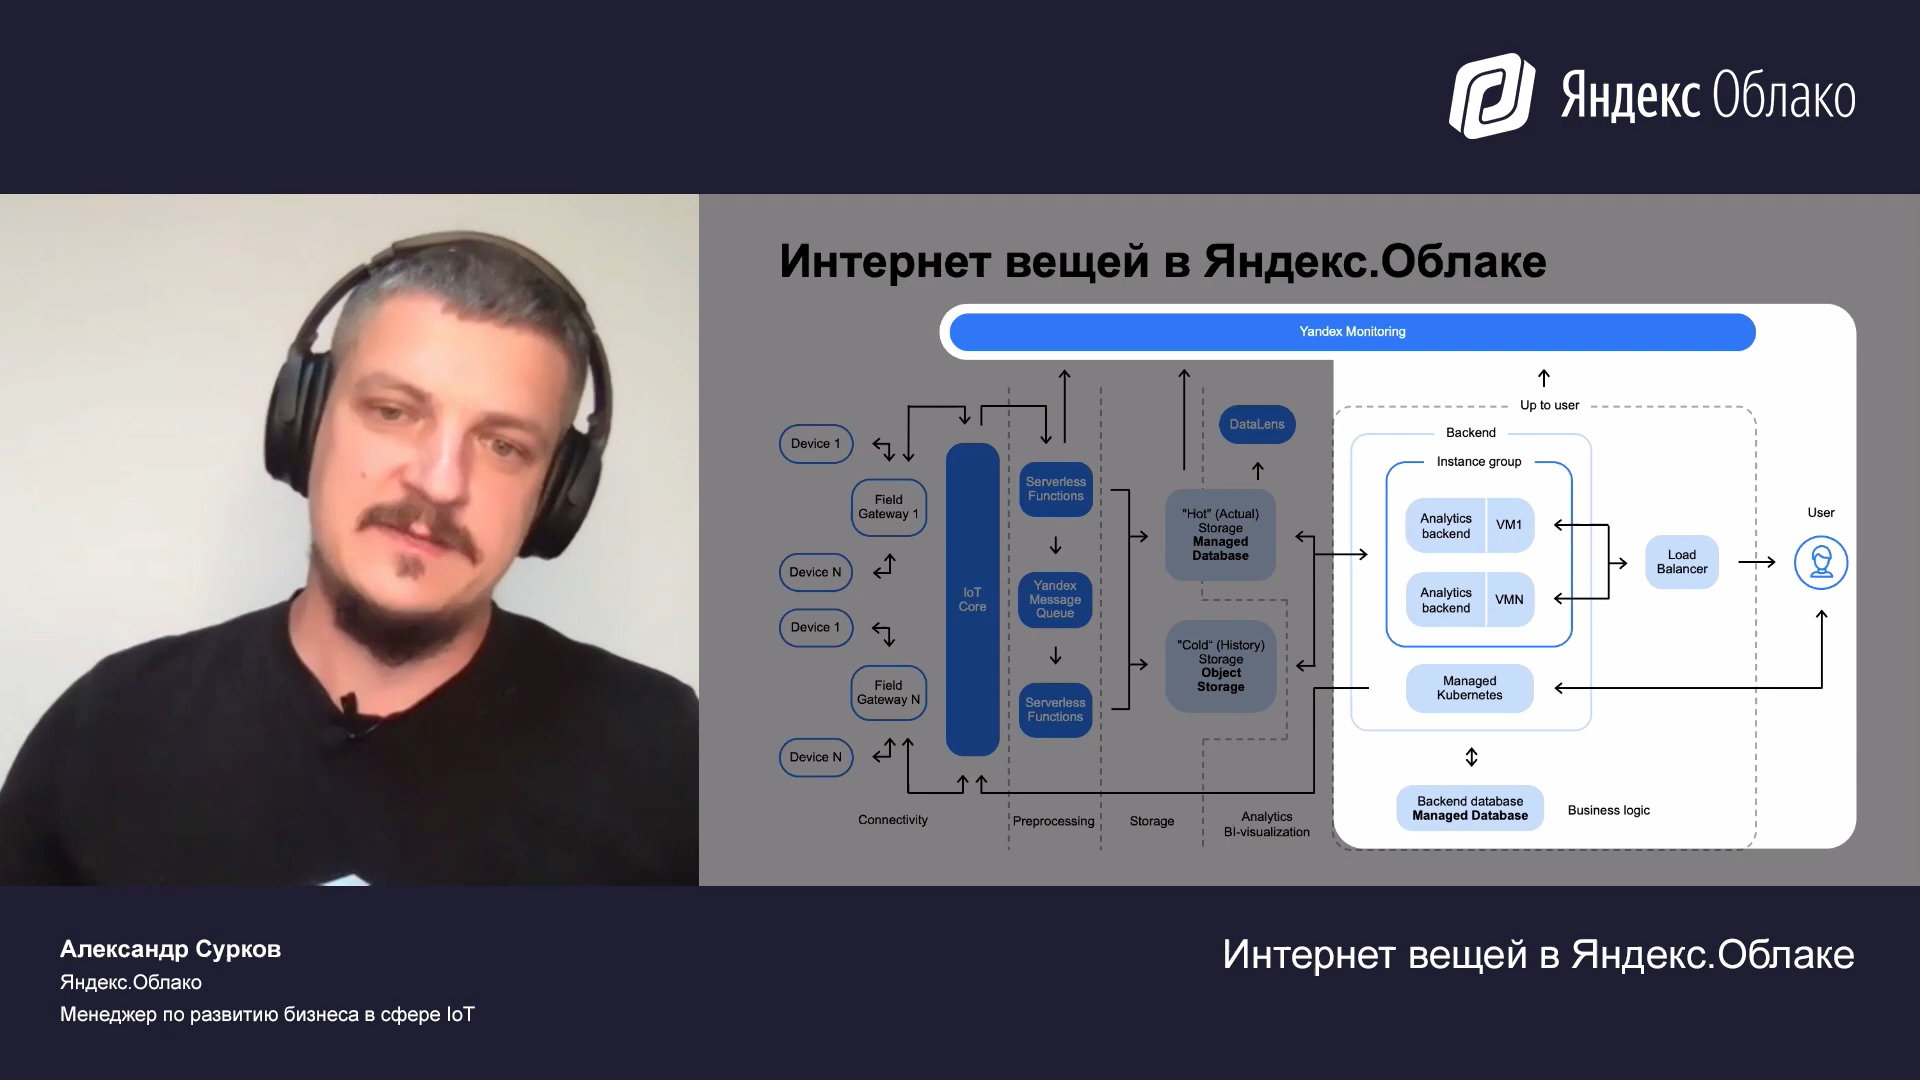 Яндекс Облако
Интернет вещей в Яндекс.Облаке
Yandex Monitoring
Up to user
Backend
Instance group
Analytics
backend
VM1
Analytics
backend
VMN
Managed
Kubernetes
Backend database
Managed Database
Business logic
Load
Balancer
User
DataLens
Device 1
Field
Gateway 1
Device N
Device 1
Field
Gateway N
Device N
IoT
Core
Serverless
Functions
Yandex
Message
Queue
Serverless
Functions
"Hot" (Actual)
Storage
Managed
Database
"Cold“ (History)
Storage
Object
Storage
Connectivity
Preprocessing
Storage
Analytics
BI-visualization
Александр Сурков
Яндекс.Облако
Менеджер по развитию бизнеса в сфере IoT
Интернет вещей в Яндекс.Облаке